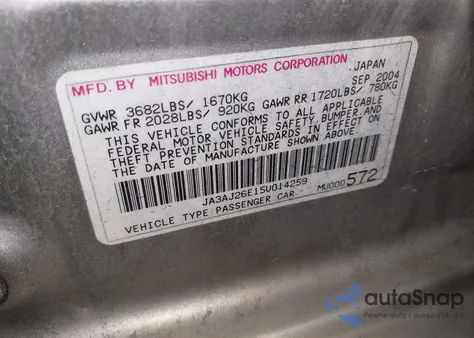 MFD. BY MITSUBISHI MOTORS CORPORATION JAPAN
GVWR 3682LBS/ 1670KG SEP 2004
GAWR FR 2028LBS/ 920KG GAWR RR 1720LBS/ 780KG
THIS VEHICLE CONFORMS TO ALL APPLICABLE
FEDERAL MOTOR VEHICLE SAFETY, BUMPER, AND
THEFT PREVENTION STANDARDS IN EFFECT ON
THE DATE OF MANUFACTURE SHOWN ABOVE.
JA3AJ26E15U014259 MU000572
VEHICLE TYPE:PASSENGER CAR
autoSnap